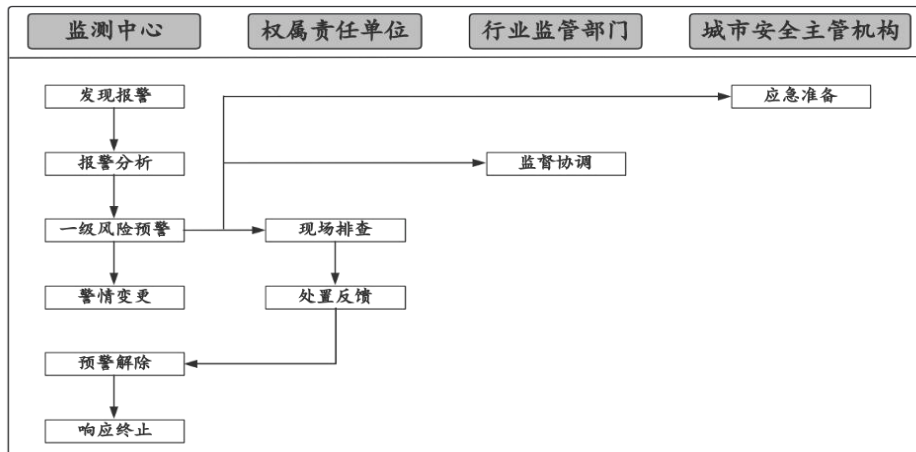 监测中心 权属责任单位 行业监管部门 城市安全主管机构
发现报警 应急准备
报警分析 监督协调
一级风险预警 现场排查
警情变更 处置反馈
预警解除
响应终止